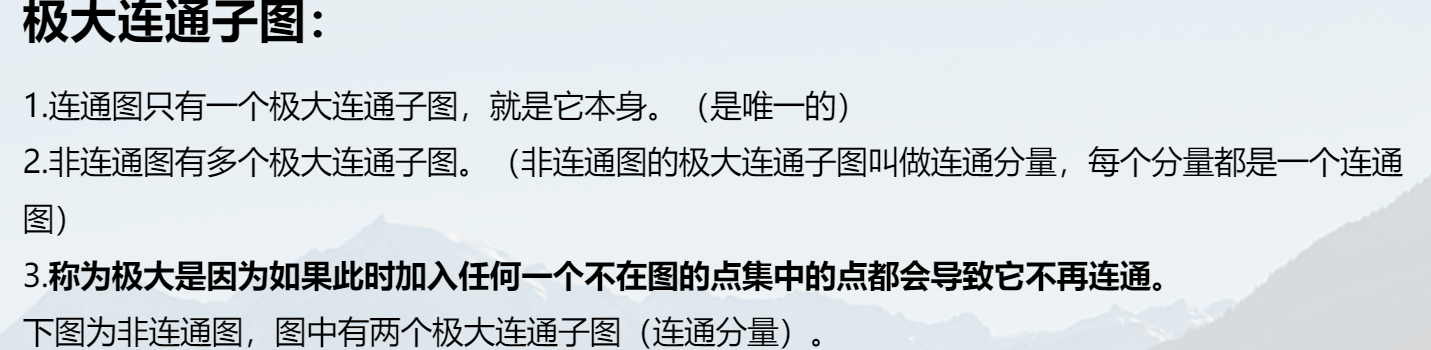 极大连通子图：
1.连通图只有一个极大连通子图，就是它本身。（是唯一的）
2.非连通图有多个极大连通子图。（非连通图的极大连通子图叫做连通分量，每个分量都是一个连通
图）
3.称为极大是因为如果此时加入任何一个不在图的点集中的点都会导致它不再连通。
下图为非连通图，图中有两个极大连通子图（连通分量）。